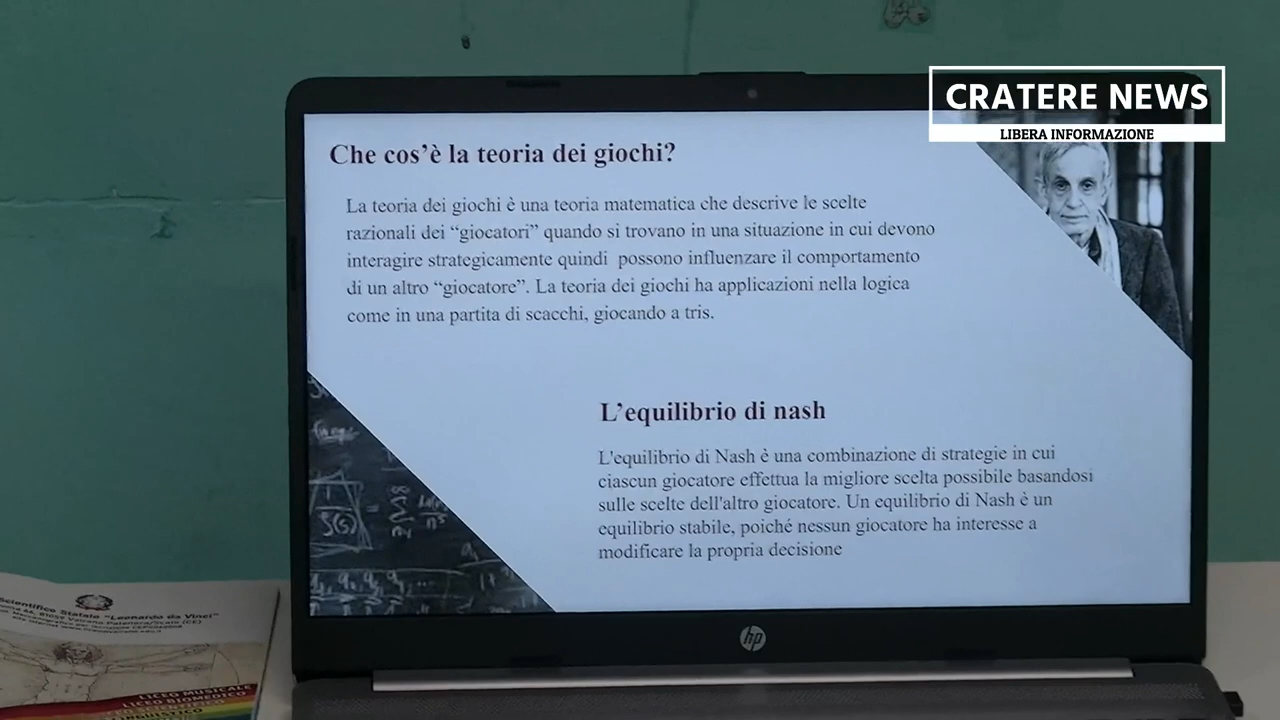 CRATERE NEWS
LIBERA INFORMAZIONE
Che cos’è la teoria dei giochi?
La teoria dei giochi è una teoria matematica che descrive le scelte
razionali dei “giocatori” quando si trovano in una situazione in cui devono
interagire strategicamente quindi possono influenzare il comportamento
di un altro “giocatore”. La teoria dei giochi ha applicazioni nella logica
come in una partita di scacchi, giocando a tris.
L’equilibrio di nash
L'equilibrio di Nash è una combinazione di strategie in cui
ciascun giocatore effettua la migliore scelta possibile basandosi
sulle scelte dell'altro giocatore. Un equilibrio di Nash è un
equilibrio stabile, poiché nessun giocatore ha interesse a
modificare la propria decisione
hp
Scientifico Statale "Leonardo da Vinci"
LICEO MUSICALE
LICEO BIOMEDICO